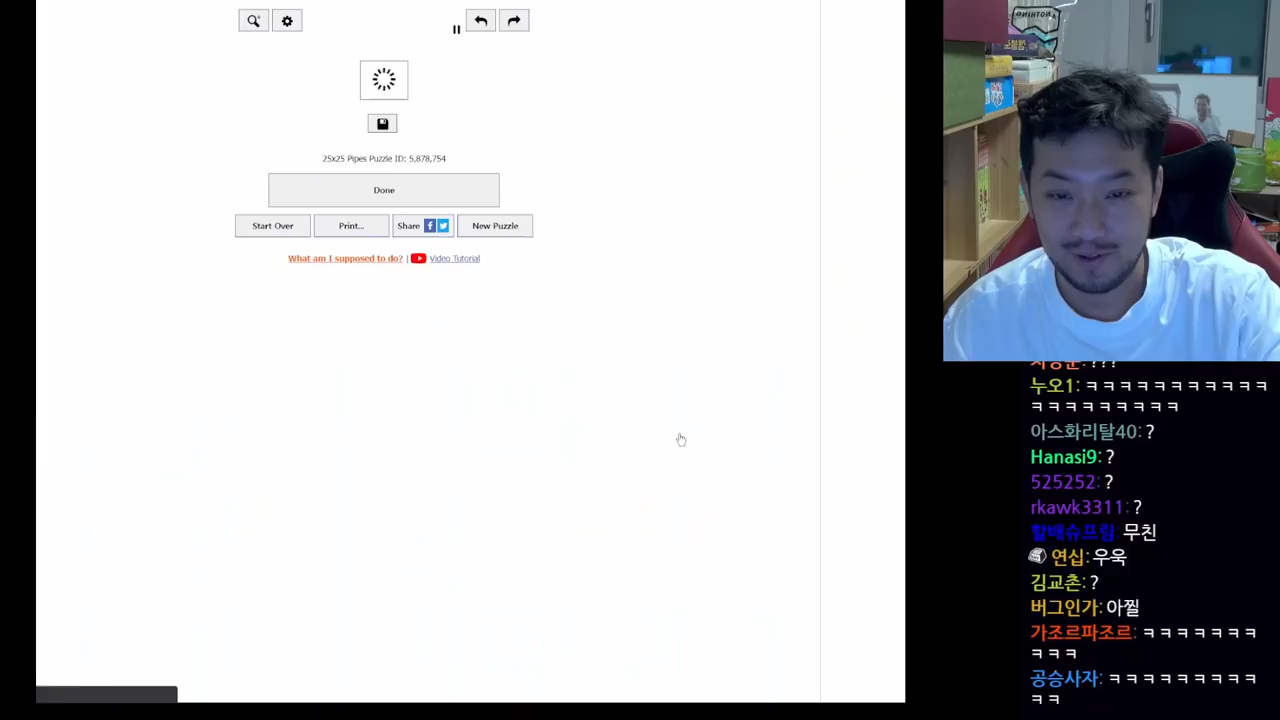 25x25 Pipes Puzzle ID: 5,878,754
Done
Start Over
Print...
Share
New Puzzle
What am I supposed to do? | Video Tutorial
NOTHING
누오1: ㅋㅋㅋㅋㅋㅋㅋㅋㅋㅋㅋ
ㅋㅋㅋㅋㅋㅋㅋㅋㅋ
아스화리탈40: ?
Hanasi9: ?
525252: ?
rkawk3311: ?
할배슈프림: 무친
연십: 우욱
김교촌: ?
버그인가: 아찔
가조르파조르: ㅋㅋㅋㅋㅋㅋㅋ
ㅋㅋㅋ
공승사자: ㅋㅋㅋㅋㅋㅋㅋㅋㅋ
ㅋㅋ